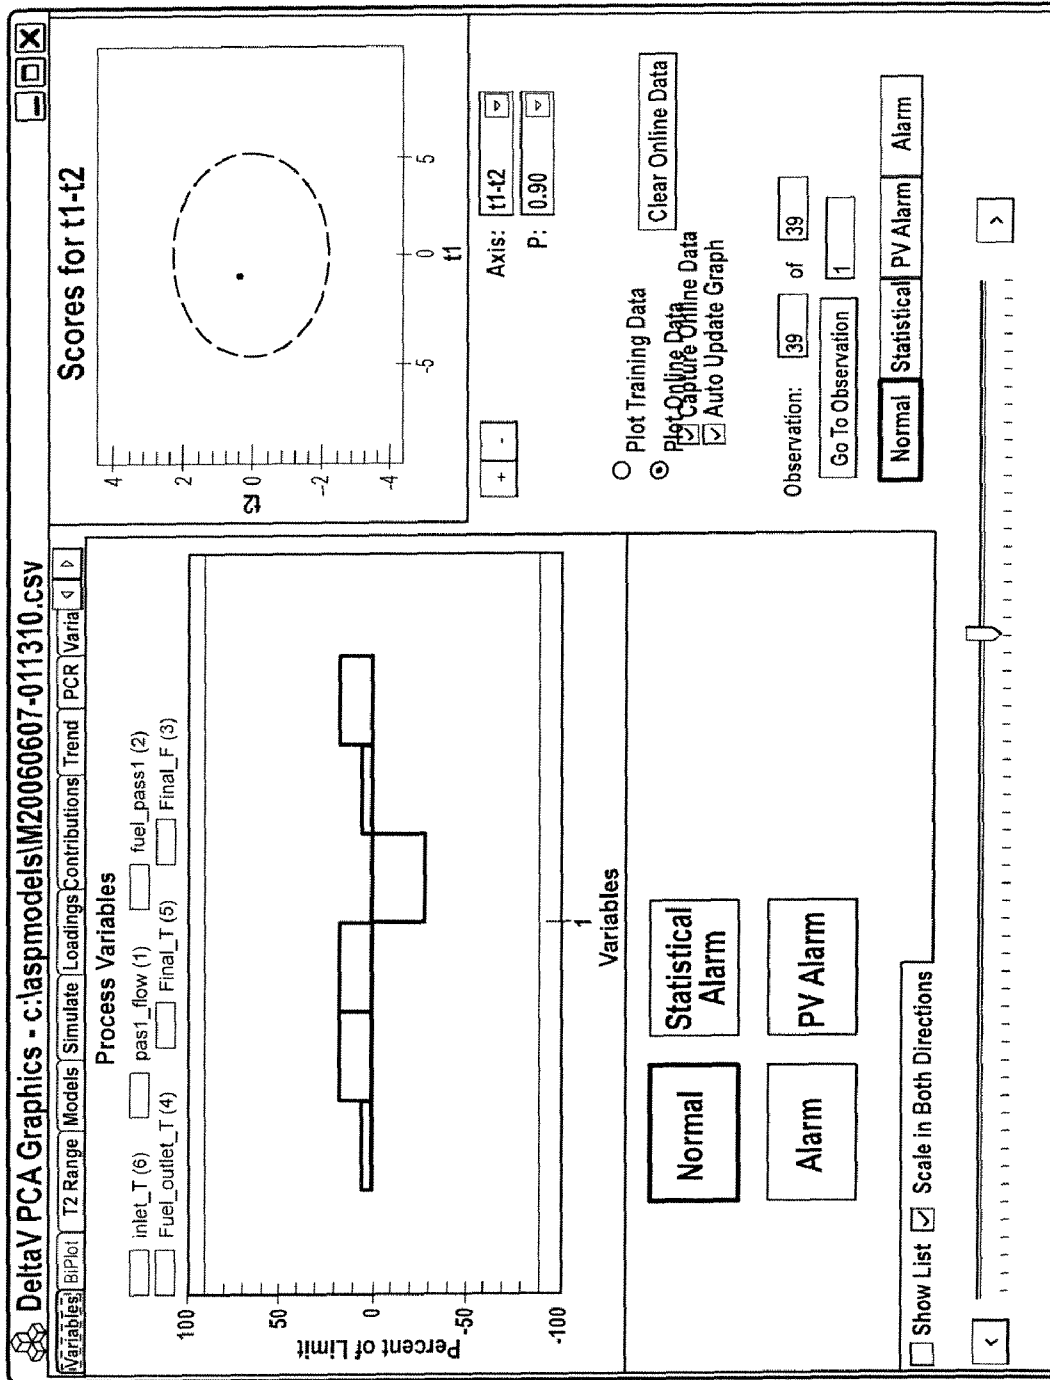 DeltaV PCA Graphics - c:\aspmodels\M20060607-011310.csv
Variables BiPlot T2 Range Models Simulate Loadings Contributions Trend PCR Varia
Process Variables
inlet_T (6) pas1_flow (1) fuel_pass1 (2)
Fuel_outlet_T (4) Final_T (5) Final_F (3)
100
50
0
-50
-100
Percent of Limit
1
Variables
Normal Statistical Alarm
Alarm PV Alarm
Show List Scale in Both Directions
Scores for t1-t2
4
2
0
-2
-4
t2
-5 0 5
t1
+ -
Axis: t1-t2
P: 0.90
Plot Training Data
Plot Online Data
Capture Online Data
Auto Update Graph
Clear Online Data
Observation: 39 of 39
Go To Observation 1
Normal Statistical PV Alarm Alarm
< >